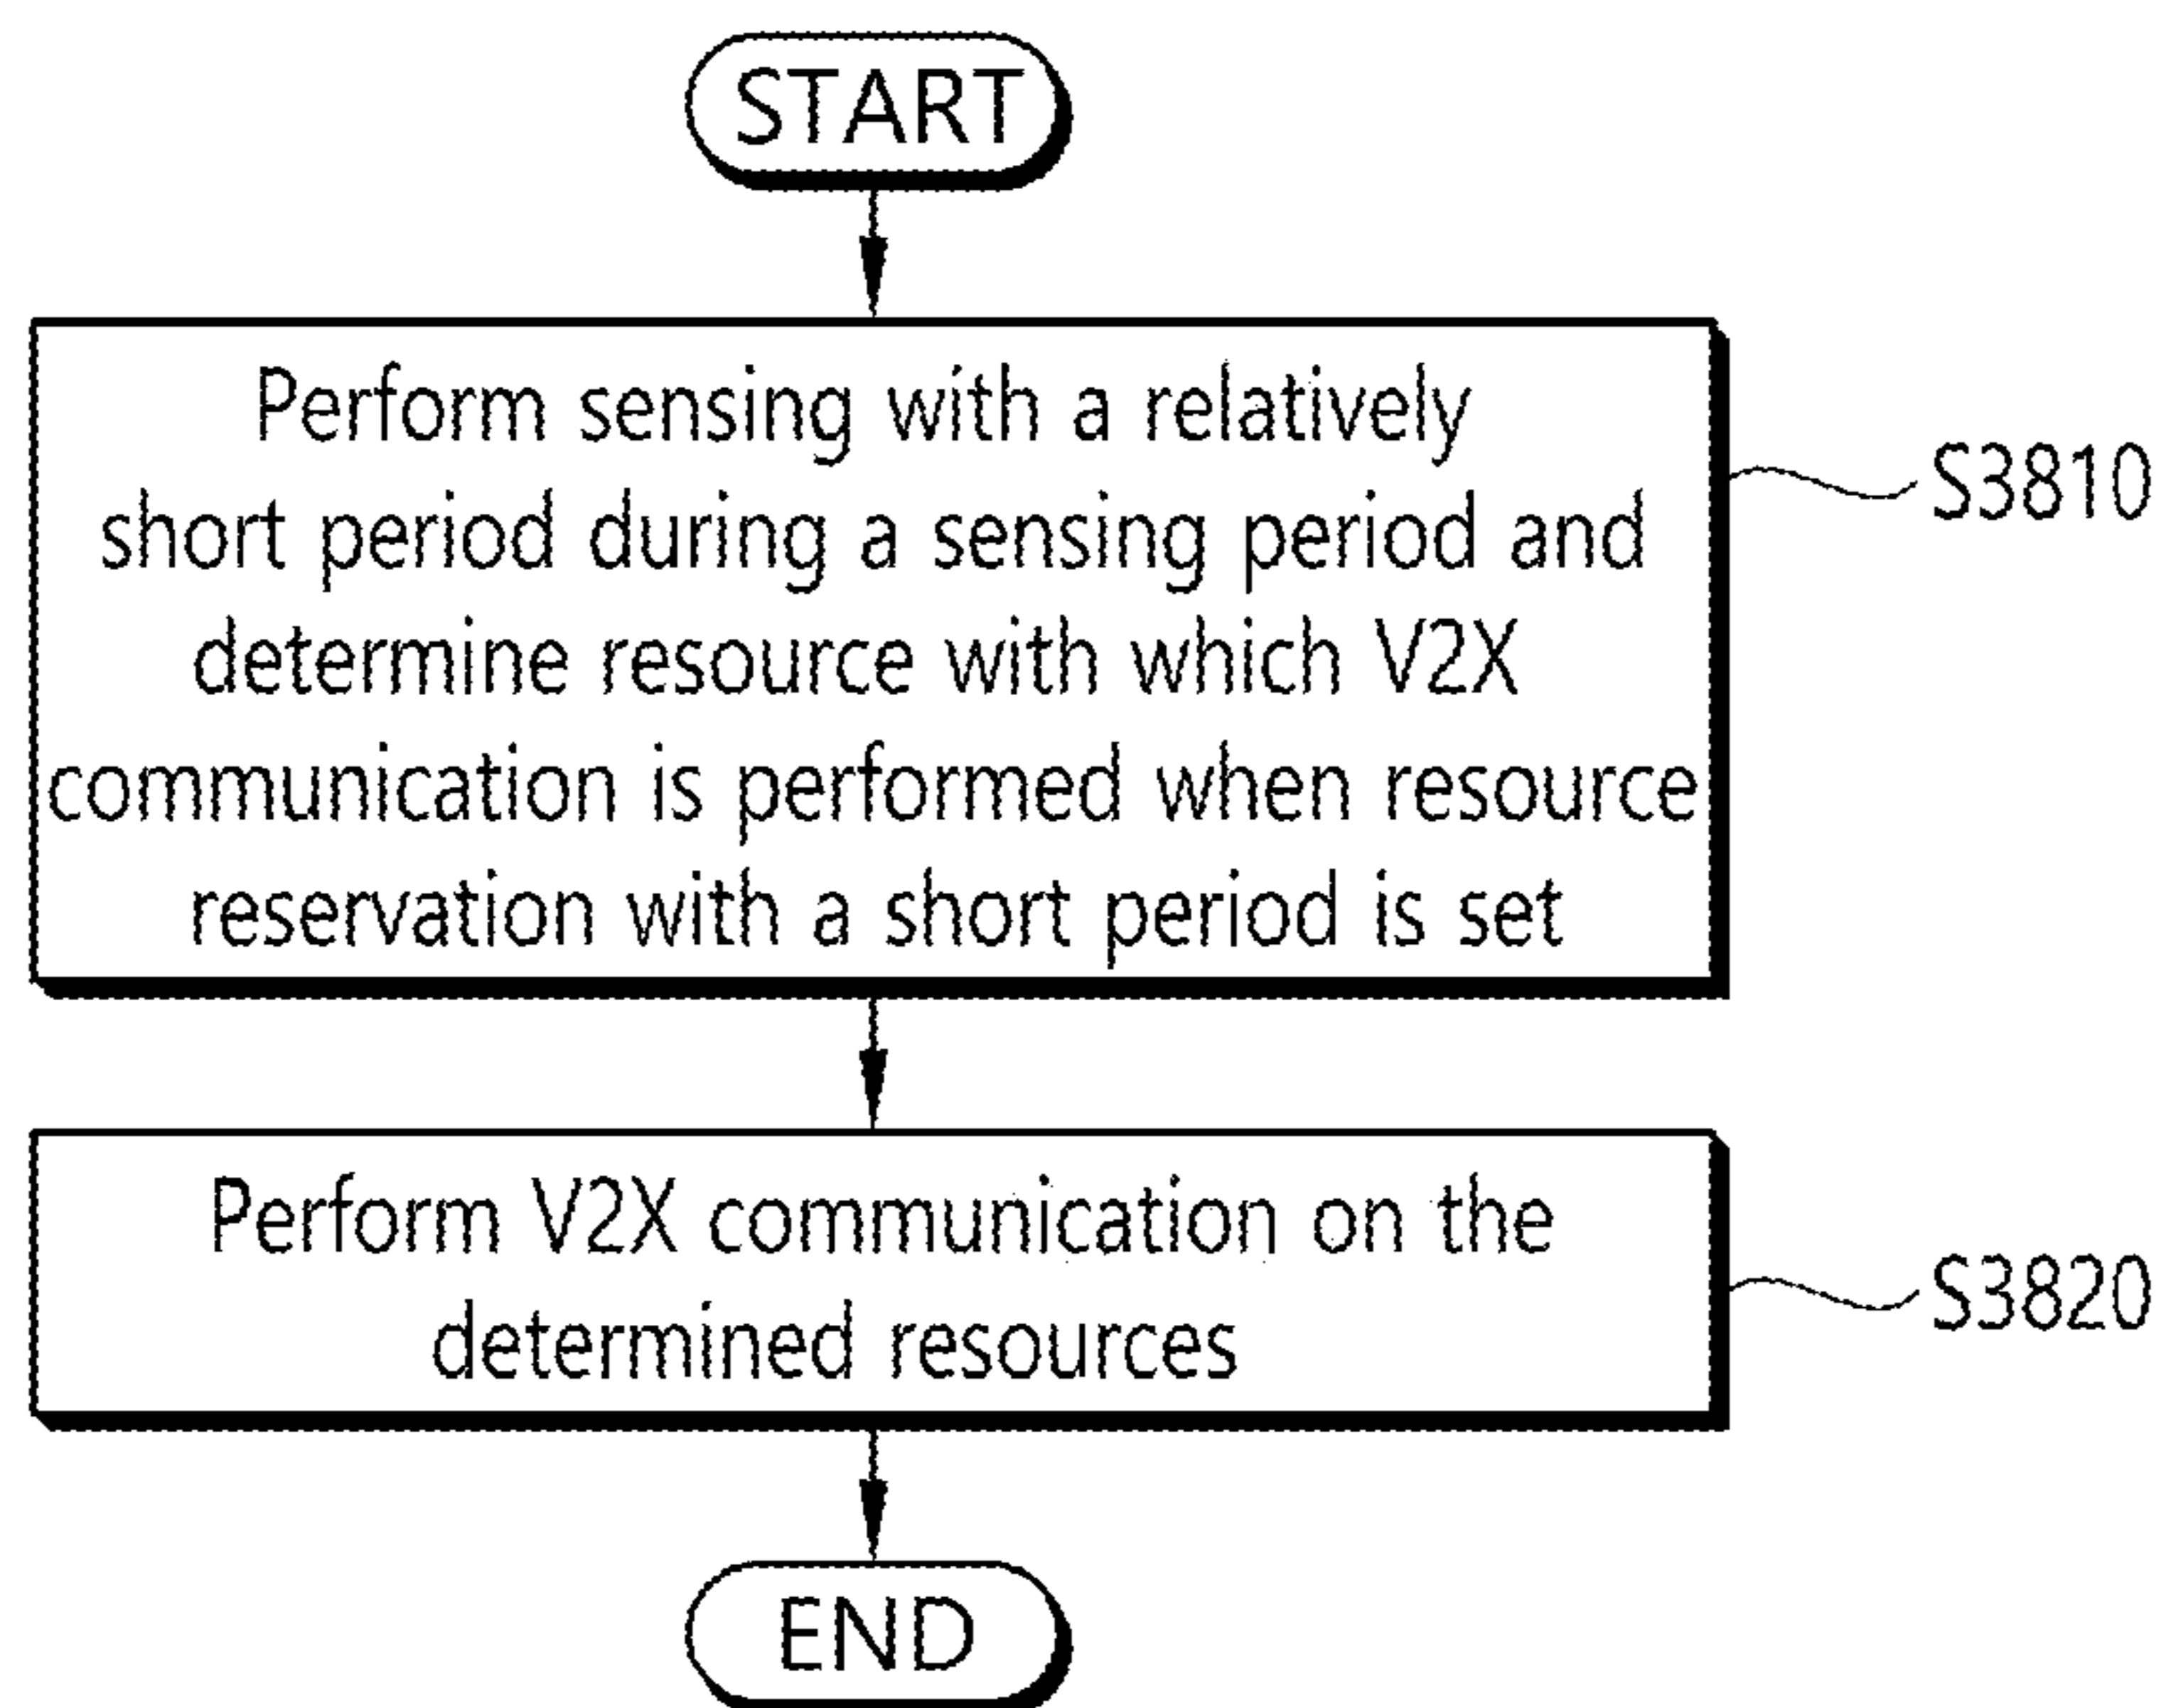 START
Perform sensing with a relatively
short period during a sensing period and
determine resource with which V2X
communication is performed when resource
reservation with a short period is set
S3810
Perform V2X communication on the
determined resources
S3820
END